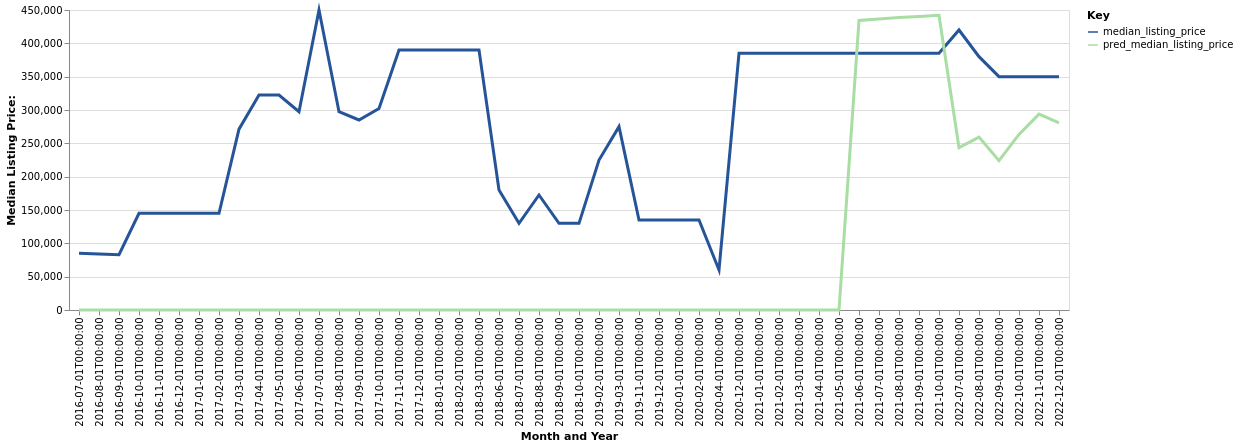 450,000
400,000
350,000
300,000
250,000
200,000
150,000
100,000
50,000
0
Median Listing Price:
2016-07-01T00:00:00
2016-08-01T00:00:00
2016-09-01T00:00:00
2016-10-01T00:00:00
2016-11-01T00:00:00
2016-12-01T00:00:00
2017-01-01T00:00:00
2017-02-01T00:00:00
2017-03-01T00:00:00
2017-04-01T00:00:00
2017-05-01T00:00:00
2017-06-01T00:00:00
2017-07-01T00:00:00
2017-08-01T00:00:00
2017-09-01T00:00:00
2017-10-01T00:00:00
2017-11-01T00:00:00
2017-12-01T00:00:00
2018-01-01T00:00:00
2018-02-01T00:00:00
2018-03-01T00:00:00
2018-06-01T00:00:00
2018-07-01T00:00:00
2018-08-01T00:00:00
2018-09-01T00:00:00
2018-10-01T00:00:00
2019-02-01T00:00:00
2019-03-01T00:00:00
2019-11-01T00:00:00
2019-12-01T00:00:00
2020-01-01T00:00:00
2020-02-01T00:00:00
2020-04-01T00:00:00
2020-12-01T00:00:00
2021-01-01T00:00:00
2021-02-01T00:00:00
2021-03-01T00:00:00
2021-04-01T00:00:00
2021-05-01T00:00:00
2021-06-01T00:00:00
2021-07-01T00:00:00
2021-08-01T00:00:00
2021-09-01T00:00:00
2021-10-01T00:00:00
2022-07-01T00:00:00
2022-08-01T00:00:00
2022-09-01T00:00:00
2022-10-01T00:00:00
2022-11-01T00:00:00
2022-12-01T00:00:00
Month and Year
Key
median_listing_price
pred_median_listing_price